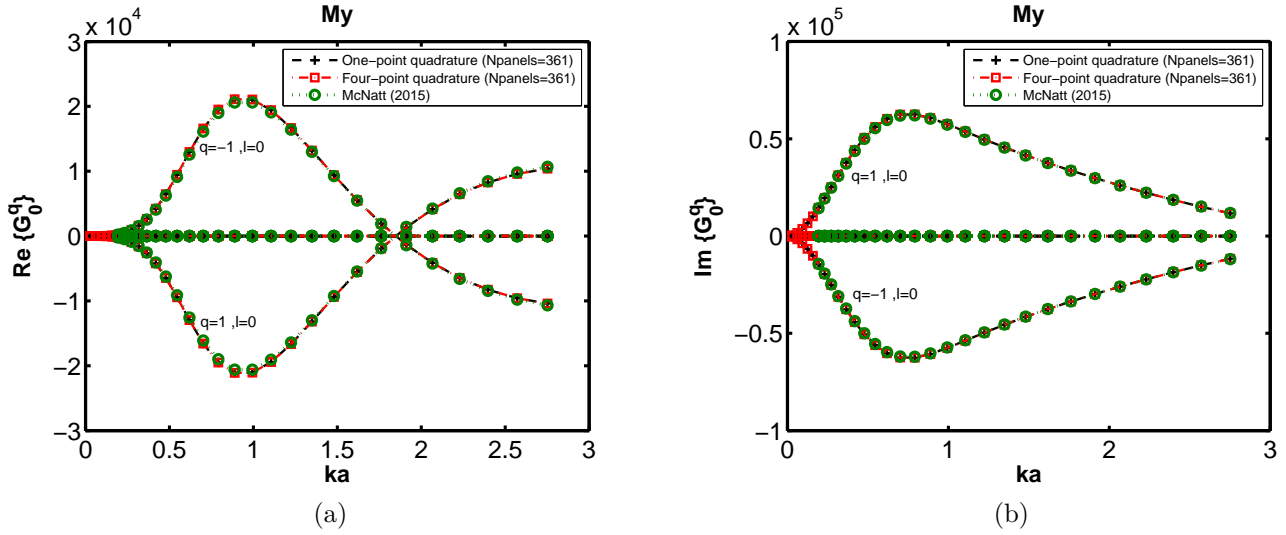 My
x 10^4
3
2
1
0
−1
−2
−3
Re {G_0^q}
One−point quadrature (Npanels=361)
Four−point quadrature (Npanels=361)
McNatt (2015)
q=−1 ,l=0
q=1 ,l=0
0 0.5 1 1.5 2 2.5 3
ka
(a)
My
x 10^5
1
0.5
0
−0.5
−1
Im {G_0^q}
One−point quadrature (Npanels=361)
Four−point quadrature (Npanels=361)
McNatt (2015)
q=1 ,l=0
q=−1 ,l=0
0 1 2 3
ka
(b)